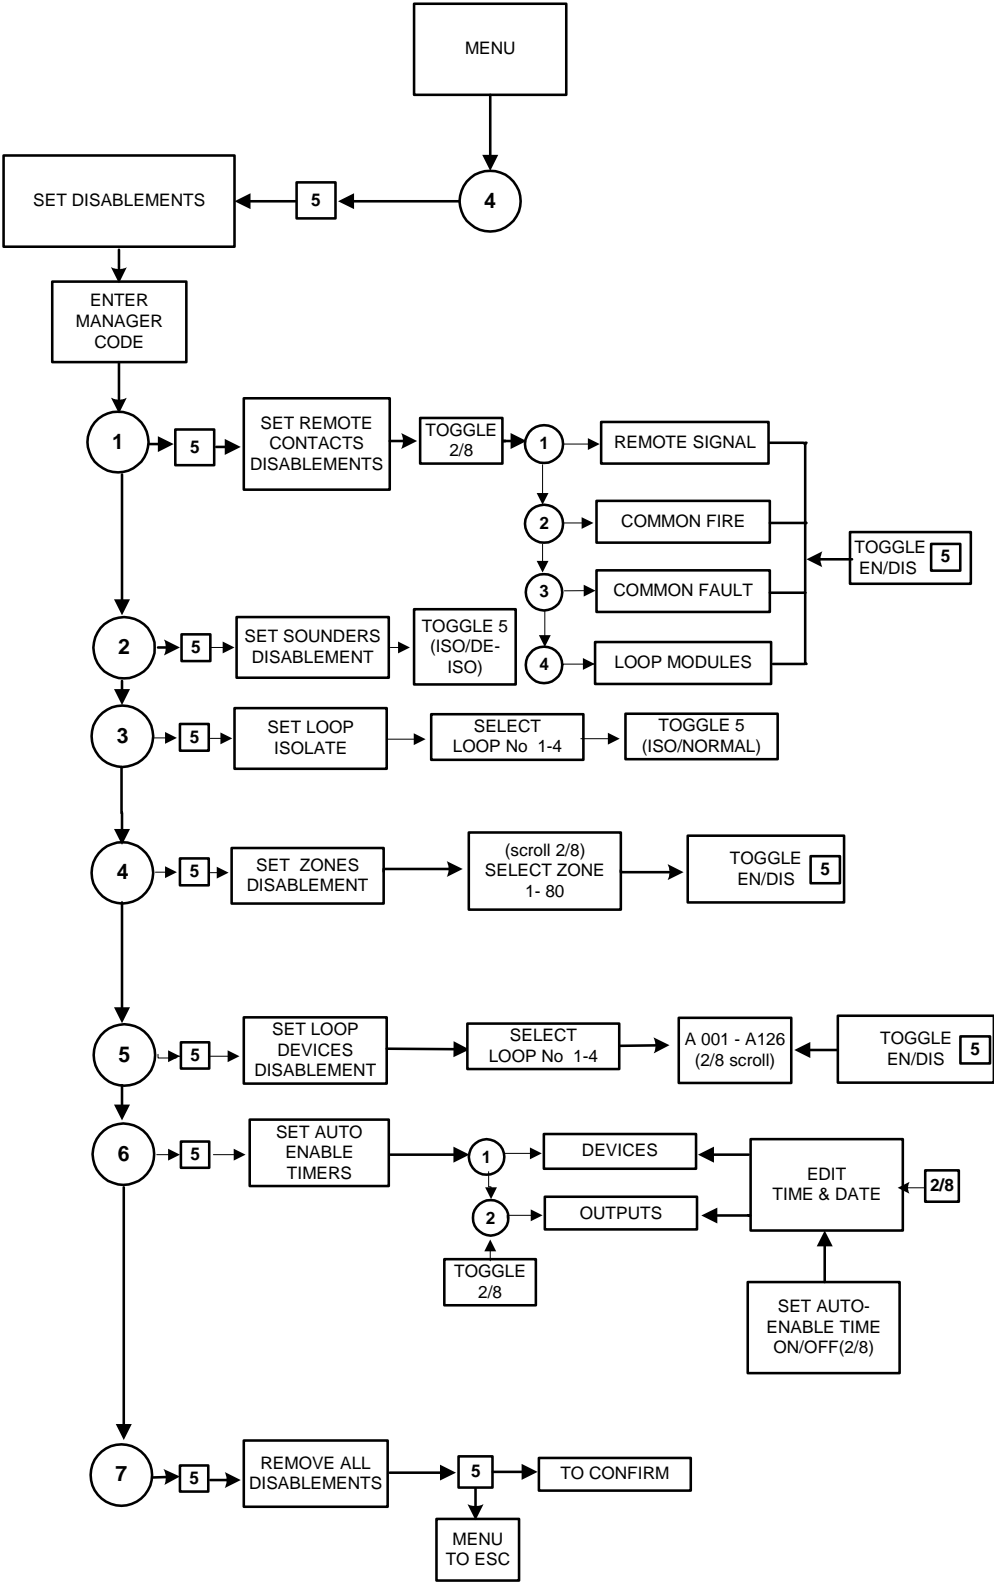 MENU
4
5
SET DISABLEMENTS
ENTER
MANAGER
CODE
1
5
SET REMOTE
CONTACTS
DISABLEMENTS
TOGGLE
2/8
1
REMOTE SIGNAL
2
COMMON FIRE
3
COMMON FAULT
4
LOOP MODULES
TOGGLE
EN/DIS
5
2
5
SET SOUNDERS
DISABLEMENT
TOGGLE 5
(ISO/DE-
ISO)
3
5
SET LOOP
ISOLATE
SELECT
LOOP No 1-4
TOGGLE 5
(ISO/NORMAL)
4
5
SET ZONES
DISABLEMENT
(scroll 2/8)
SELECT ZONE
1- 80
TOGGLE
EN/DIS
5
5
5
SET LOOP
DEVICES
DISABLEMENT
SELECT
LOOP No 1-4
A 001 - A126
(2/8 scroll)
TOGGLE
EN/DIS
5
6
5
SET AUTO
ENABLE
TIMERS
1
DEVICES
2
OUTPUTS
TOGGLE
2/8
EDIT
TIME & DATE
2/8
SET AUTO-
ENABLE TIME
ON/OFF(2/8)
7
5
REMOVE ALL
DISABLEMENTS
5
TO CONFIRM
MENU
TO ESC